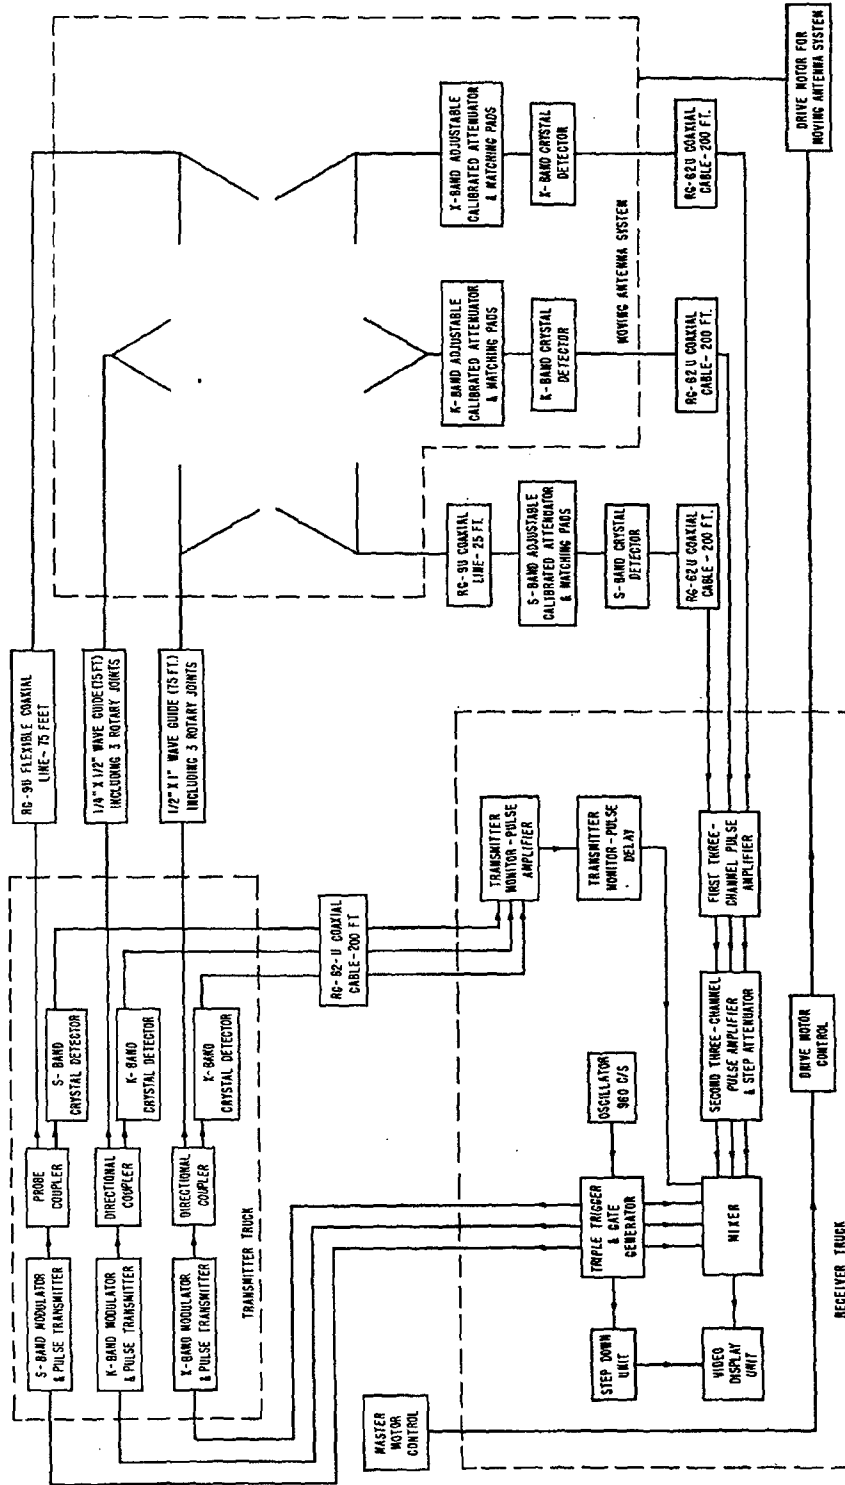 S-BAND MODULATOR
& PULSE TRANSMITTER
PROBE
COUPLER
S-BAND
CRYSTAL DETECTOR
RG-9U FLEXIBLE COAXIAL
LINE-75 FEET
K-BAND MODULATOR
& PULSE TRANSMITTER
DIRECTIONAL
COUPLER
K-BAND
CRYSTAL DETECTOR
1/4" X 1/2" WAVE GUIDE (75 FT)
INCLUDING 3 ROTARY JOINTS
X-BAND MODULATOR
& PULSE TRANSMITTER
DIRECTIONAL
COUPLER
X-BAND
CRYSTAL DETECTOR
1/2" X 1" WAVE GUIDE (75 FT.)
INCLUDING 3 ROTARY JOINTS
TRANSMITTER TRUCK
RG-62-U COAXIAL
CABLE-200 FT
MASTER
MOTOR
CONTROL
TRANSMITTER
MONITOR-PULSE
AMPLIFIER
TRANSMITTER
MONITOR-PULSE
DELAY
OSCILLATOR
960 C/S
TRIPLE TRIGGER
& GATE
GENERATOR
STEP DOWN
UNIT
VIDEO
DISPLAY
UNIT
MIXER
SECOND THREE-CHANNEL
PULSE AMPLIFIER
& STEP ATTENUATOR
FIRST THREE-
CHANNEL PULSE
AMPLIFIER
RECEIVER TRUCK
DRIVE MOTOR
CONTROL
RG-9U COAXIAL
LINE-25 FT.
S-BAND ADJUSTABLE
CALIBRATED ATTENUATOR
& MATCHING PADS
S-BAND CRYSTAL
DETECTOR
RG-62U COAXIAL
CABLE-200 FT.
K-BAND ADJUSTABLE
CALIBRATED ATTENUATOR
& MATCHING PADS
K-BAND CRYSTAL
DETECTOR
RG-62 U COAXIAL
CABLE-200 FT.
X-BAND ADJUSTABLE
CALIBRATED ATTENUATOR
& MATCHING PADS
X-BAND CRYSTAL
DETECTOR
RG-62U COAXIAL
CABLE-200 FT.
MOVING ANTENNA SYSTEM
DRIVE MOTOR FOR
MOVING ANTENNA SYSTEM